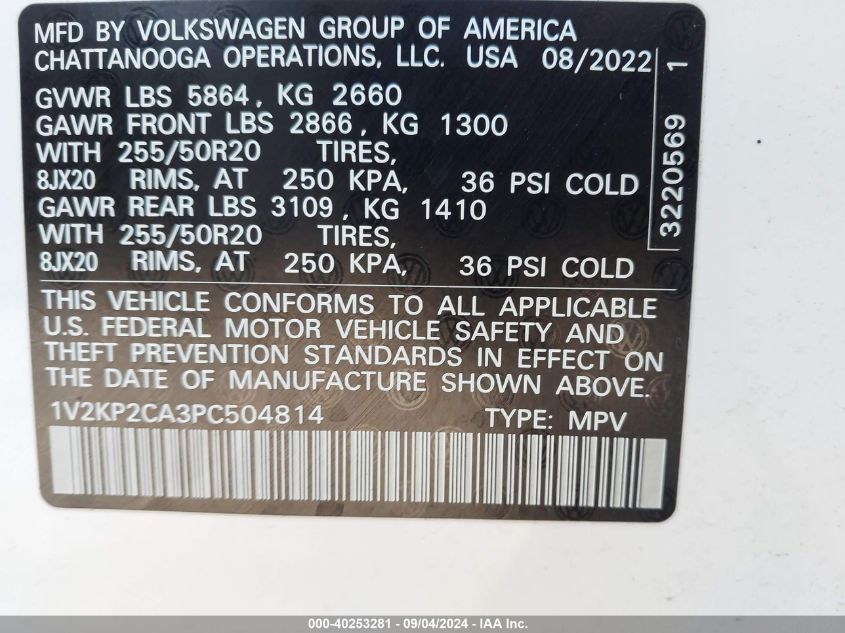 MFD BY VOLKSWAGEN GROUP OF AMERICA
CHATTANOOGA OPERATIONS, LLC. USA 08/2022
GVWR LBS 5864, KG 2660
GAWR FRONT LBS 2866, KG 1300
WITH 255/50R20 TIRES,
8JX20 RIMS, AT 250 KPA, 36 PSI COLD
GAWR REAR LBS 3109, KG 1410
WITH 255/50R20 TIRES,
8JX20 RIMS, AT 250 KPA, 36 PSI COLD
3220569 1
THIS VEHICLE CONFORMS TO ALL APPLICABLE
U.S. FEDERAL MOTOR VEHICLE SAFETY AND
THEFT PREVENTION STANDARDS IN EFFECT ON
THE DATE OF MANUFACTURE SHOWN ABOVE.
1V2KP2CA3PC504814 TYPE: MPV
000-40253281 - 09/04/2024 - Copyright © 2024 IAA, Inc.